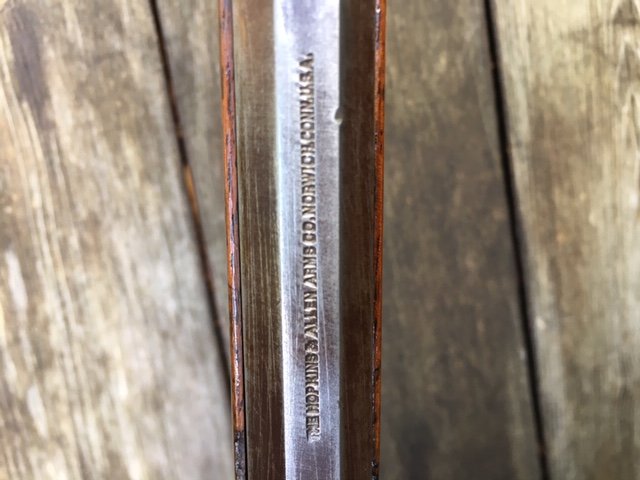 THE HOPKINS & ALLEN ARMS CO. NORWICH, CONN. U.S.A.